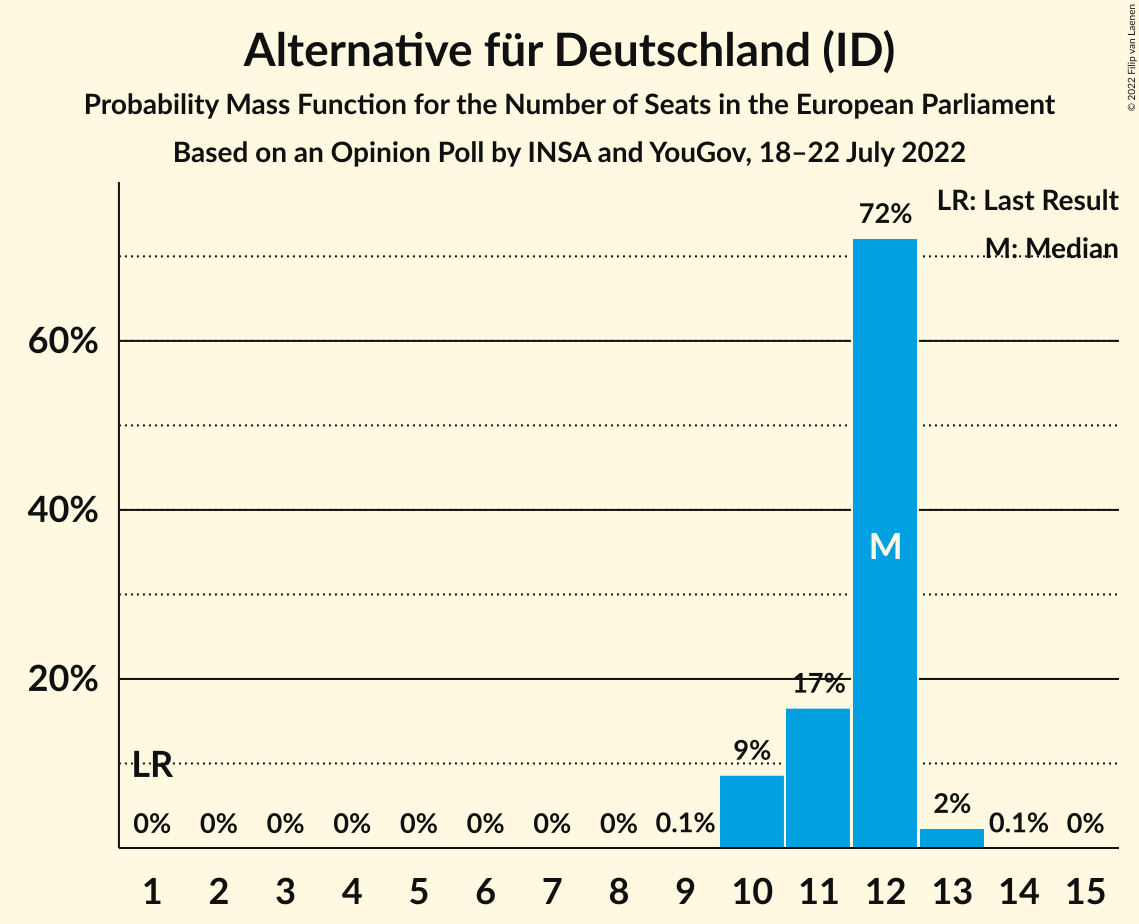 Alternative für Deutschland (ID)
Probability Mass Function for the Number of Seats in the European Parliament
Based on an Opinion Poll by INSA and YouGov, 18–22 July 2022
© 2022 Filip van Laenen
LR: Last Result
M: Median
72%
60%
40%
M
20%
17%
9%
LR
2%
0% 0% 0% 0% 0% 0% 0% 0% 0.1% 0.1% 0%
1 2 3 4 5 6 7 8 9 10 11 12 13 14 15